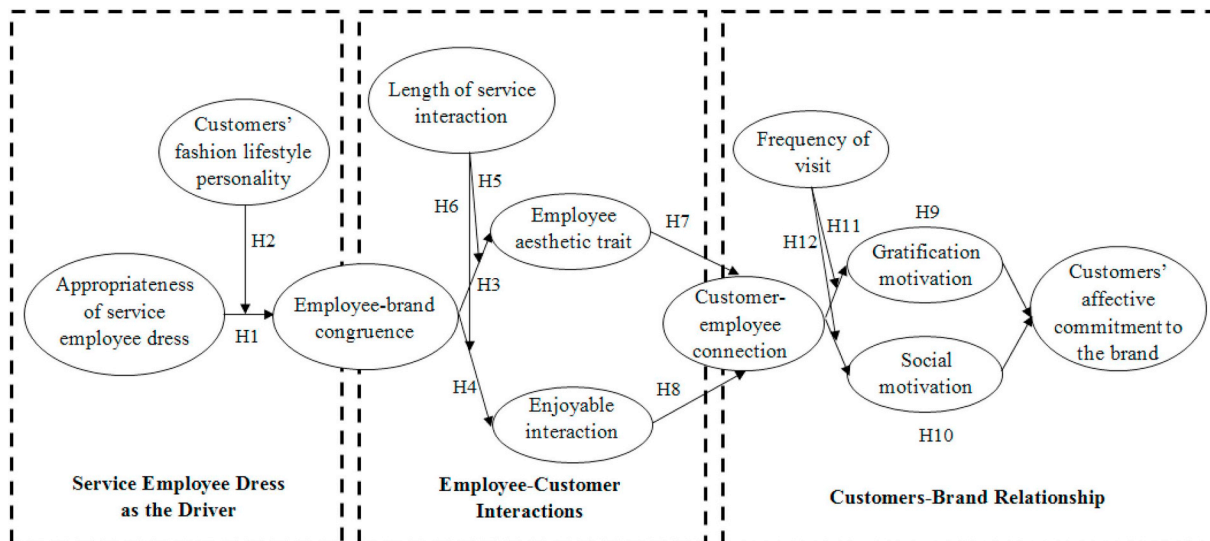 Customers'
fashion lifestyle
personality
H2
Appropriateness
of service
employee dress
H1
Employee-brand
congruence
Service Employee Dress
as the Driver
Length of service
interaction
H5
H6
Employee
aesthetic trait
H3
H4
Enjoyable
interaction
H7
H8
Employee-Customer
Interactions
Customer-
employee
connection
Frequency of
visit
H11
H12
H9
Gratification
motivation
Social
motivation
H10
Customers'
affective
commitment to
the brand
Customers-Brand Relationship